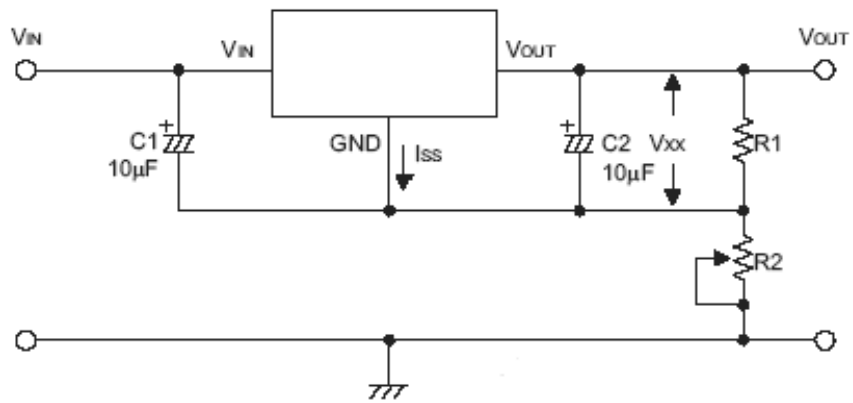 VIN
VIN
VOUT
VOUT
+
C1
10μF
GND
ISS
+
C2
10μF
VXX
R1
R2